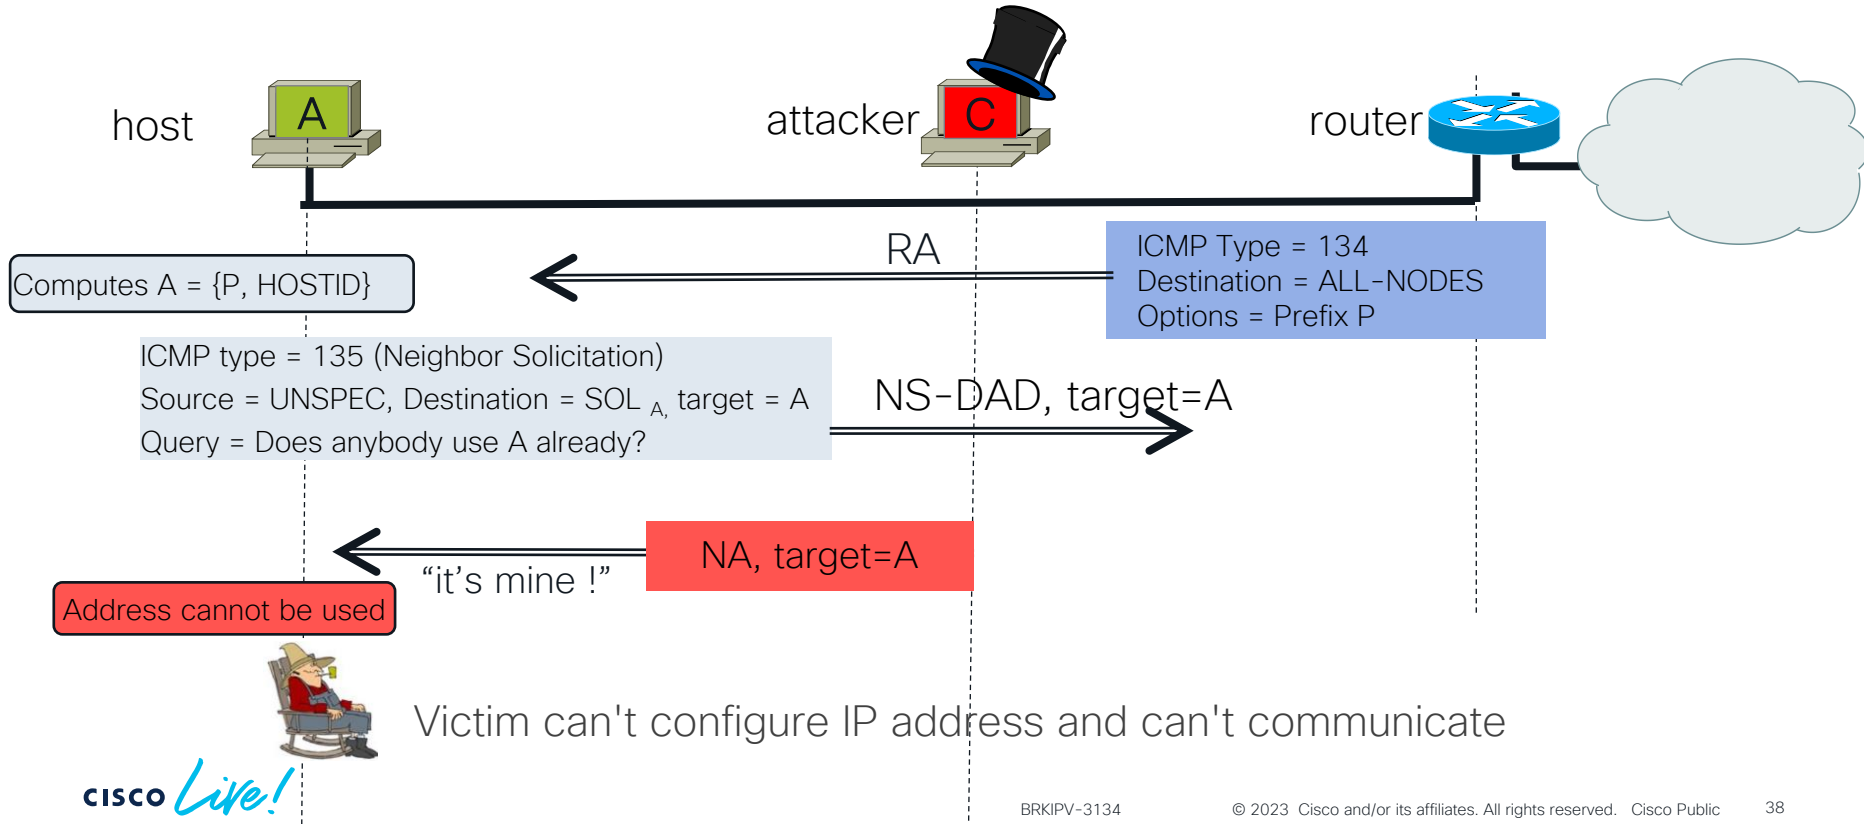 host
A
attacker
C
router
RA
ICMP Type = 134
Destination = ALL-NODES
Options = Prefix P
Computes A = {P, HOSTID}
ICMP type = 135 (Neighbor Solicitation)
Source = UNSPEC, Destination = SOL A, target = A
Query = Does anybody use A already?
NS-DAD, target=A
NA, target=A
“it’s mine !”
Address cannot be used
Victim can't configure IP address and can't communicate
CISCO Live!
BRKIPV-3134
© 2023 Cisco and/or its affiliates. All rights reserved. Cisco Public
38